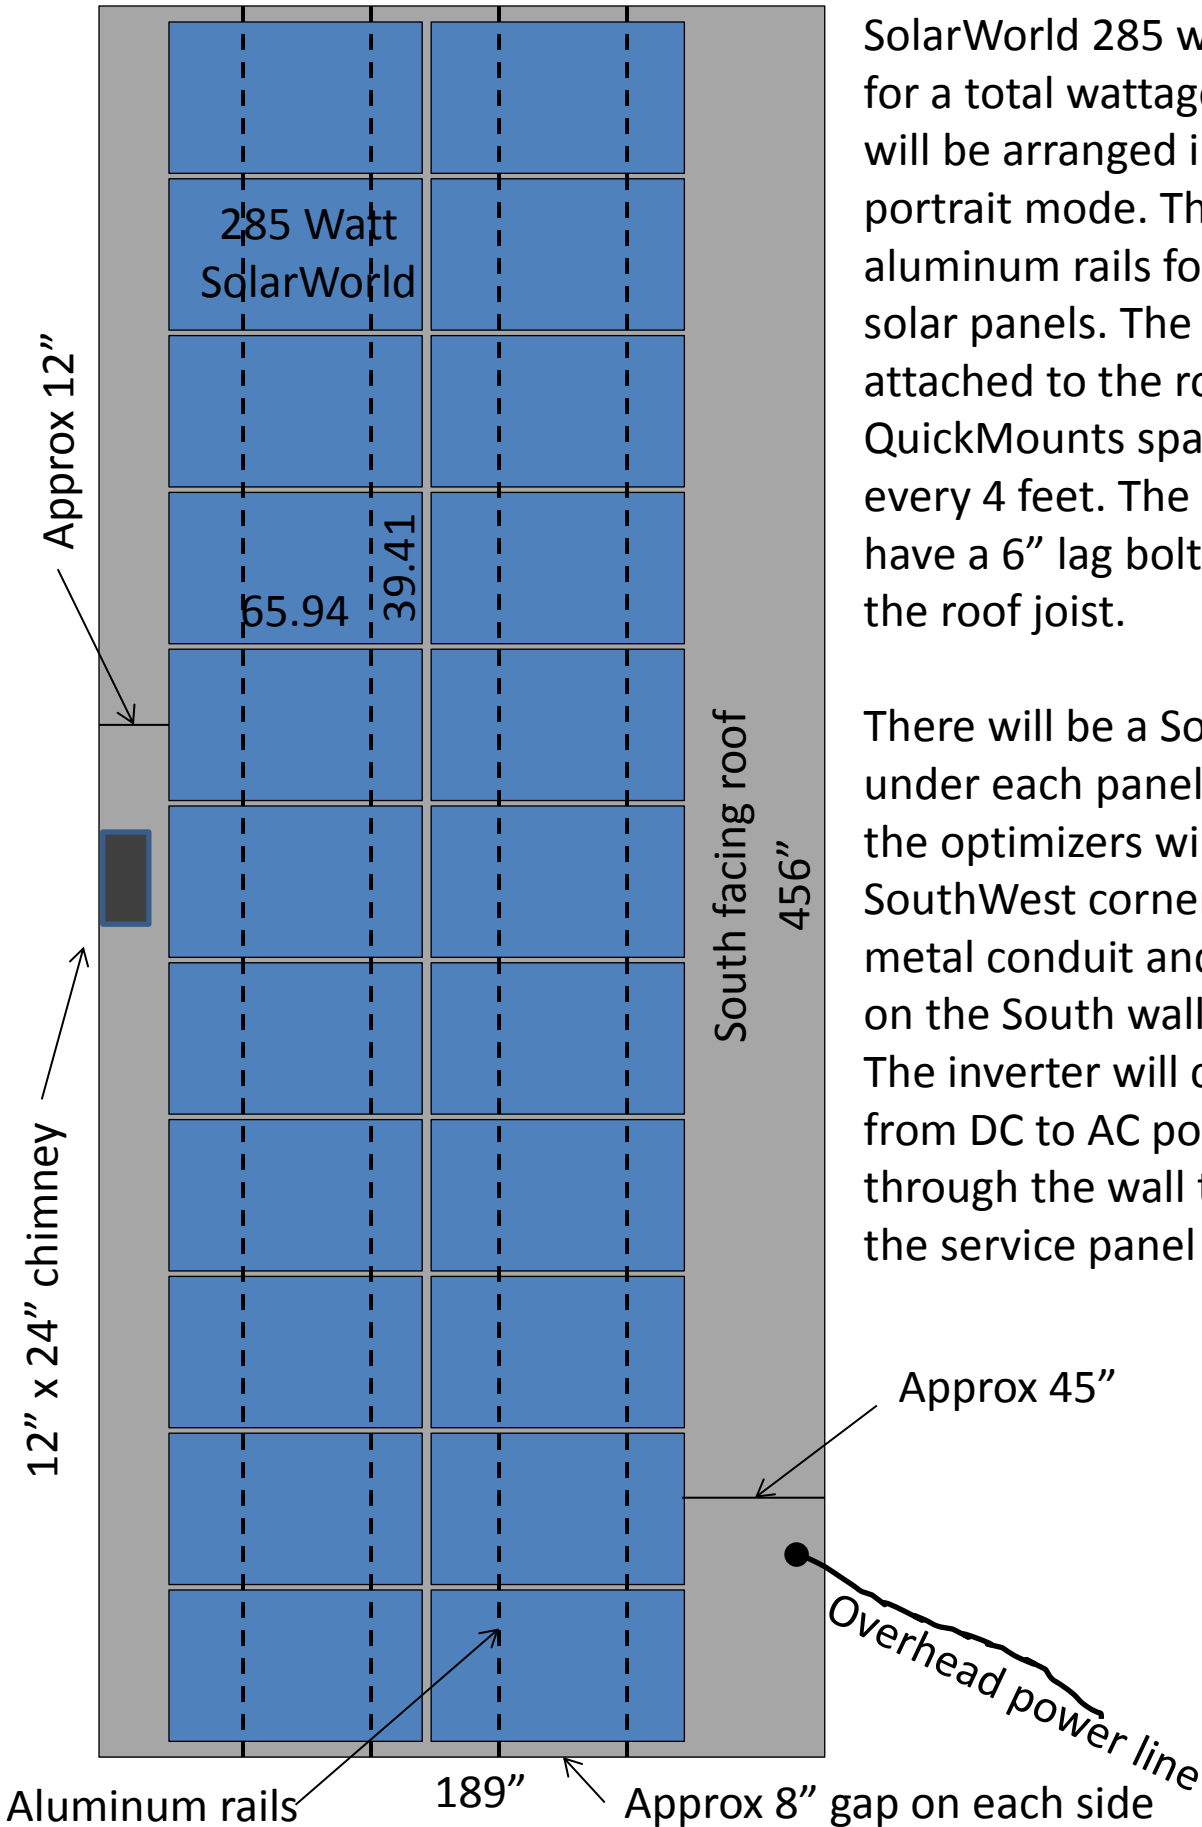 SolarWorld 285 w
for a total wattage
will be arranged i
portrait mode. Th
aluminum rails fo
solar panels. The
attached to the ro
QuickMounts spa
every 4 feet. The
have a 6” lag bolt
the roof joist.
There will be a So
under each panel
the optimizers wi
SouthWest corne
metal conduit and
on the South wall
The inverter will c
from DC to AC po
through the wall t
the service panel
285 Watt
SolarWorld
Approx 12”
65.94
39.41
South facing roof
456”
12” x 24” chimney
Approx 45”
Overhead power line
Aluminum rails
189”
Approx 8” gap on each side